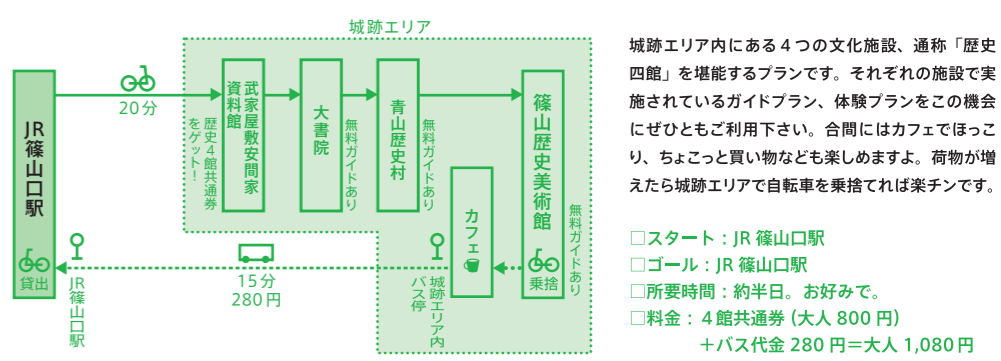 城跡エリア
JR篠山口駅
貸出
20分
武家屋敷安間家
資料館
歴史4館共通券
をゲット！
大書院
無料ガイドあり
青山歴史村
無料ガイドあり
篠山歴史美術館
乗捨
無料ガイドあり
カフェ
城跡エリア内
バス停
15分
280円
JR篠山口駅
城跡エリア内にある４つの文化施設、通称「歴史
四館」を堪能するプランです。それぞれの施設で実
施されているガイドプラン、体験プランをこの機会
にぜひともご利用下さい。合間にはカフェでほっこ
り、ちょこっと買い物なども楽しめますよ。荷物が増
えたら城跡エリアで自転車を乗捨てれば楽チンです。
□スタート：JR 篠山口駅
□ゴール：JR 篠山口駅
□所要時間：約半日。お好みで。
□料金：４館共通券（大人 800 円）
＋バス代金 280 円＝大人 1,080 円